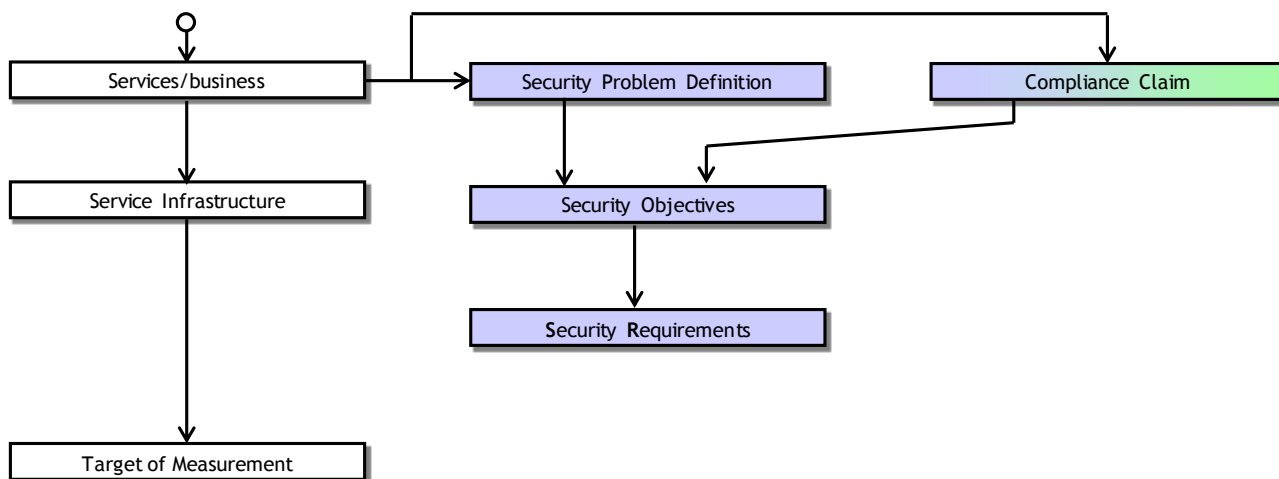 Services/business
Security Problem Definition
Compliance Claim
Service Infrastructure
Security Objectives
Security Requirements
Target of Measurement